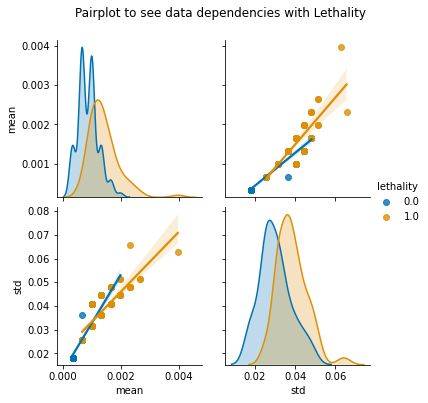 Pairplot to see data dependencies with Lethality
0.004
0.003
0.002
0.001
mean
lethality
0.0
1.0
0.08
0.07
0.06
0.05
0.04
0.03
0.02
std
0.000 0.002 0.004
mean
0.02 0.04 0.06
std